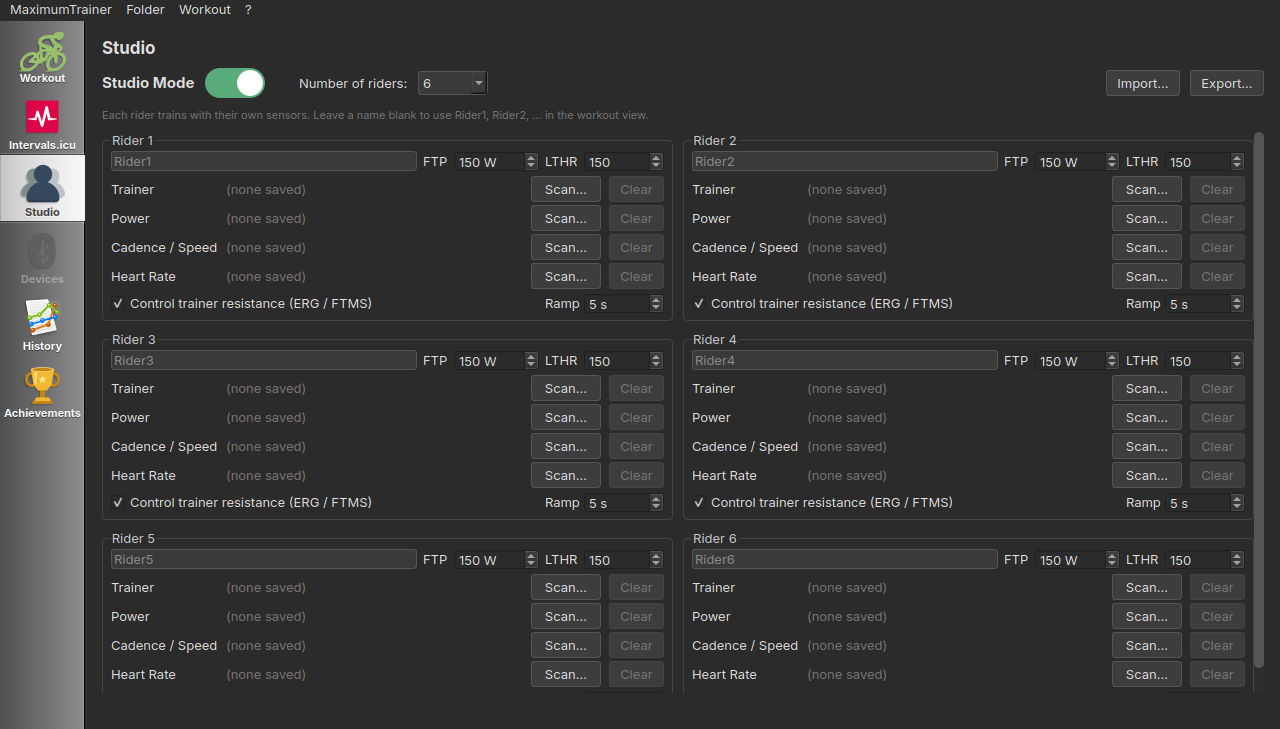 MaximumTrainer Folder Workout ?
Workout
Intervals.icu
Studio
Devices
History
Achievements
Studio
Studio Mode Number of riders: 6 Import... Export...
Each rider trains with their own sensors. Leave a name blank to use Rider1, Rider2, ... in the workout view.
Rider 1
Rider1 FTP 150 W LTHR 150
Trainer (none saved) Scan... Clear
Power (none saved) Scan... Clear
Cadence / Speed (none saved) Scan... Clear
Heart Rate (none saved) Scan... Clear
✓ Control trainer resistance (ERG / FTMS) Ramp 5 s
Rider 2
Rider2 FTP 150 W LTHR 150
Trainer (none saved) Scan... Clear
Power (none saved) Scan... Clear
Cadence / Speed (none saved) Scan... Clear
Heart Rate (none saved) Scan... Clear
✓ Control trainer resistance (ERG / FTMS) Ramp 5 s
Rider 3
Rider3 FTP 150 W LTHR 150
Trainer (none saved) Scan... Clear
Power (none saved) Scan... Clear
Cadence / Speed (none saved) Scan... Clear
Heart Rate (none saved) Scan... Clear
✓ Control trainer resistance (ERG / FTMS) Ramp 5 s
Rider 4
Rider4 FTP 150 W LTHR 150
Trainer (none saved) Scan... Clear
Power (none saved) Scan... Clear
Cadence / Speed (none saved) Scan... Clear
Heart Rate (none saved) Scan... Clear
✓ Control trainer resistance (ERG / FTMS) Ramp 5 s
Rider 5
Rider5 FTP 150 W LTHR 150
Trainer (none saved) Scan... Clear
Power (none saved) Scan... Clear
Cadence / Speed (none saved) Scan... Clear
Heart Rate (none saved) Scan... Clear
Rider 6
Rider6 FTP 150 W LTHR 150
Trainer (none saved) Scan... Clear
Power (none saved) Scan... Clear
Cadence / Speed (none saved) Scan... Clear
Heart Rate (none saved) Scan... Clear